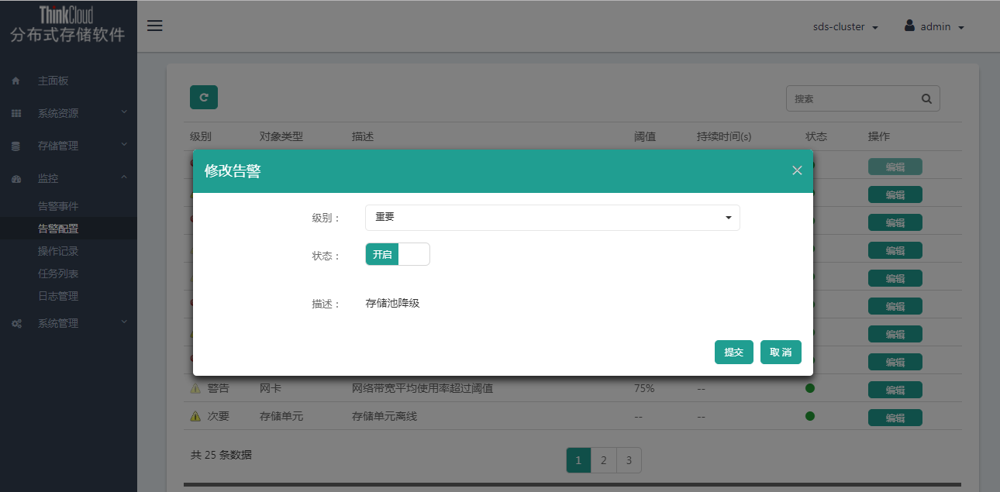 ThinkCloud
分布式存储软件
sds-cluster
admin
主面板
系统资源
存储管理
监控
告警事件
告警配置
操作记录
任务列表
日志管理
系统管理
搜索
级别 对象类型 描述 阈值 持续时间(s) 状态 操作
编辑
编辑
编辑
编辑
编辑
编辑
编辑
编辑
修改告警
级别：
重要
状态：
开启
描述：
存储池降级
提交
取 消
警告 网卡 网络带宽平均使用率超过阈值 75% -- 编辑
次要 存储单元 存储单元离线 -- -- 编辑
共 25 条数据
1 2 3